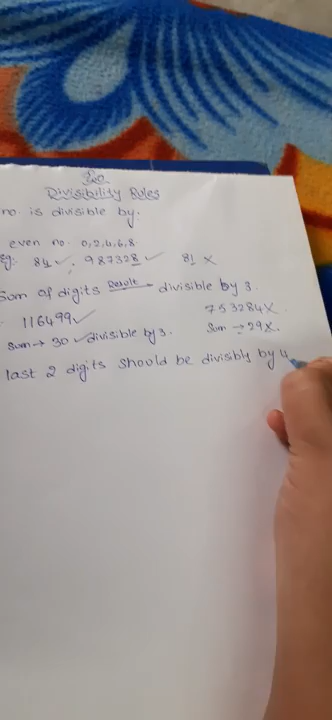 Divisibility Rules
no. is divisible by:
even no. 0,2,4,6,8.
Eg: 84 ✓, 987328 ✓ 81 X
Sum of digits Result → divisible by 3.
116499 ✓ 753284 X
Sum → 30 ✓ divisible by 3. Sum → 29 X.
last 2 digits should be divisibly by 4